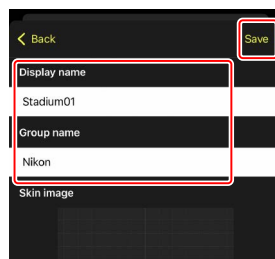 Back
Save
Display name
Stadium01
Group name
Nikon
Skin image